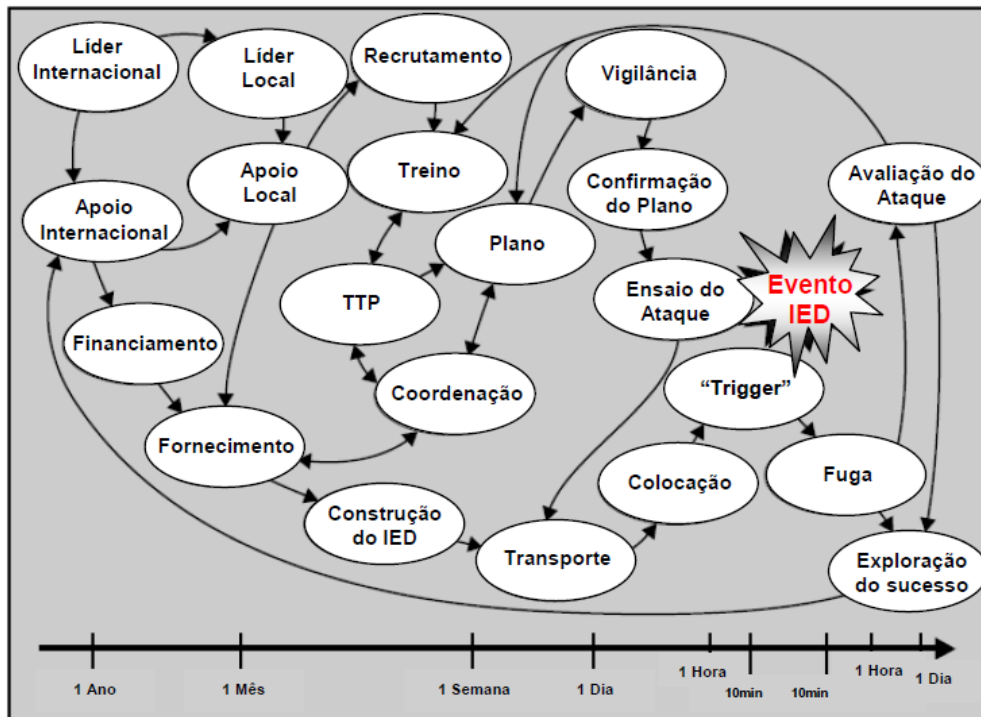 Líder
Internacional
Líder
Local
Recrutamento
Vigilância
Apoio
Internacional
Apoio
Local
Treino
Confirmação
do Plano
Avaliação do
Ataque
Plano
TTP
Ensaio do
Ataque
Evento
IED
Financiamento
Coordenação
“Trigger”
Fornecimento
Colocação
Fuga
Construção
do IED
Transporte
Exploração
do sucesso
1 Ano
1 Mês
1 Semana
1 Dia
1 Hora
10min
10min
1 Hora
1 Dia